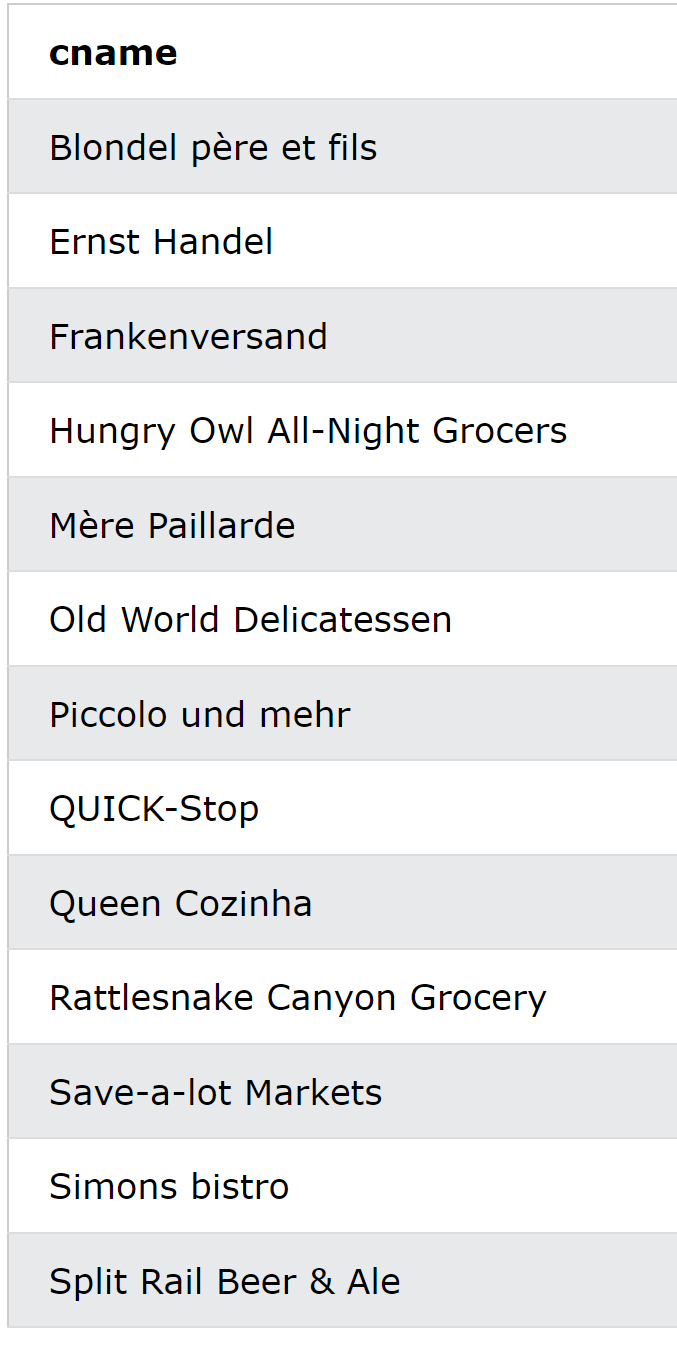 cname
Blondel père et fils
Ernst Handel
Frankenversand
Hungry Owl All-Night Grocers
Mère Paillarde
Old World Delicatessen
Piccolo und mehr
QUICK-Stop
Queen Cozinha
Rattlesnake Canyon Grocery
Save-a-lot Markets
Simons bistro
Split Rail Beer & Ale